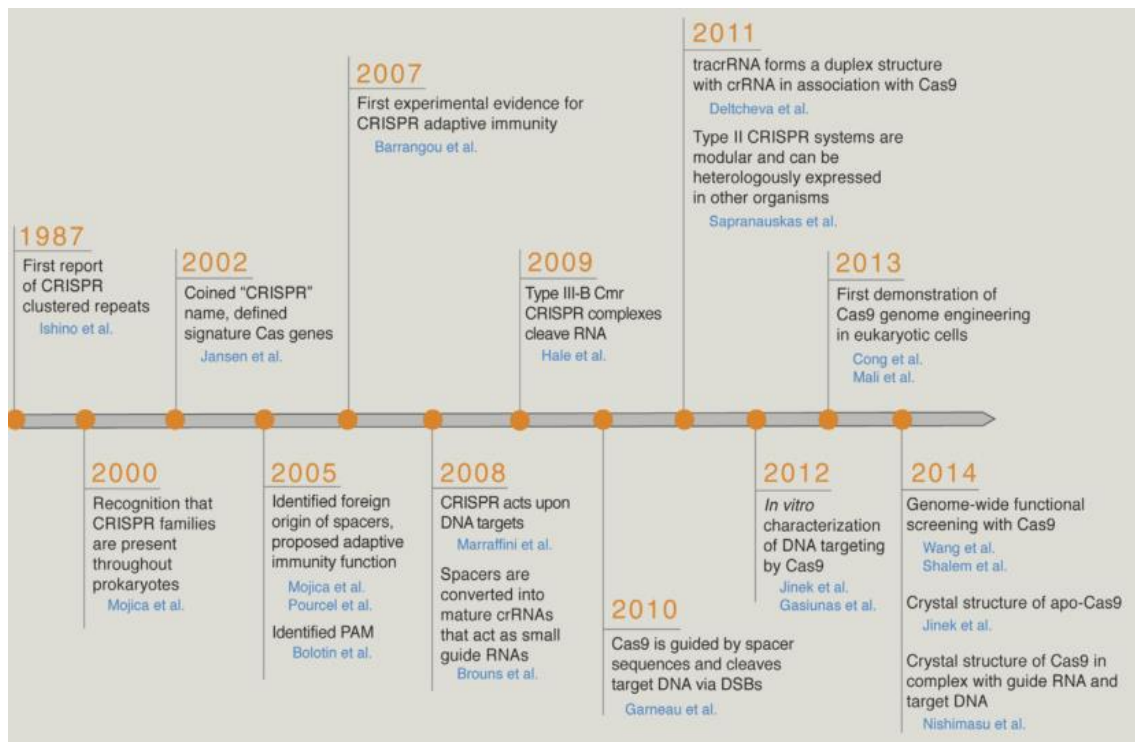 1987
First report
of CRISPR
clustered repeats
Ishino et al.
2000
Recognition that
CRISPR families
are present
throughout
prokaryotes
Mojica et al.
2002
Coined “CRISPR”
name, defined
signature Cas genes
Jansen et al.
2005
Identified foreign
origin of spacers,
proposed adaptive
immunity function
Mojica et al.
Pourcel et al.
Identified PAM
Bolotin et al.
2007
First experimental evidence for
CRISPR adaptive immunity
Barrangou et al.
2008
CRISPR acts upon
DNA targets
Marraffini et al.
Spacers are
converted into
mature crRNAs
that act as small
guide RNAs
Brouns et al.
2009
Type III-B Cmr
CRISPR complexes
cleave RNA
Hale et al.
2010
Cas9 is guided by spacer
sequences and cleaves
target DNA via DSBs
Garneau et al.
2011
tracrRNA forms a duplex structure
with crRNA in association with Cas9
Deltcheva et al.
Type II CRISPR systems are
modular and can be
heterologously expressed
in other organisms
Sapranauskas et al.
2012
In vitro
characterization
of DNA targeting
by Cas9
Jinek et al.
Gasiunas et al.
2013
First demonstration of
Cas9 genome engineering
in eukaryotic cells
Cong et al.
Mali et al.
2014
Genome-wide functional
screening with Cas9
Wang et al.
Shalem et al.
Crystal structure of apo-Cas9
Jinek et al.
Crystal structure of Cas9 in
complex with guide RNA and
target DNA
Nishimasu et al.